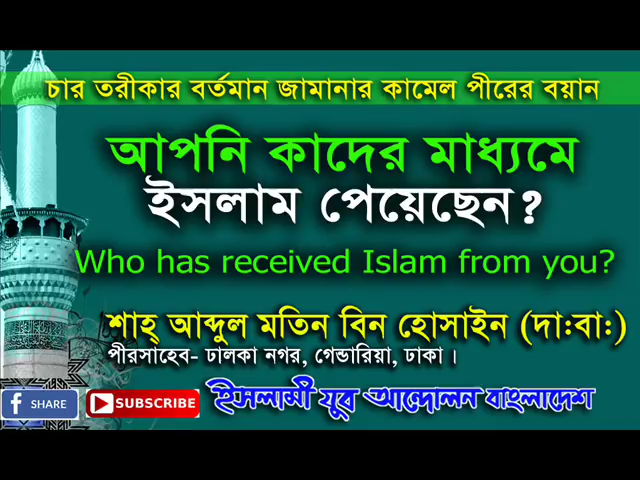 চার তরীকার বর্তমান জামানার কামেল পীরের বয়ান
আপনি কাদের মাধ্যমে
ইসলাম পেয়েছেন?
Who has received Islam from you?
শাহ্ আব্দুল মতিন বিন হোসাইন (দা:বা:)
পীরসাহেব- ঢালকা নগর, গেন্ডারিয়া, ঢাকা।
f SHARE
SUBSCRIBE
ইসলামী যুব আন্দোলন বাংলাদেশ